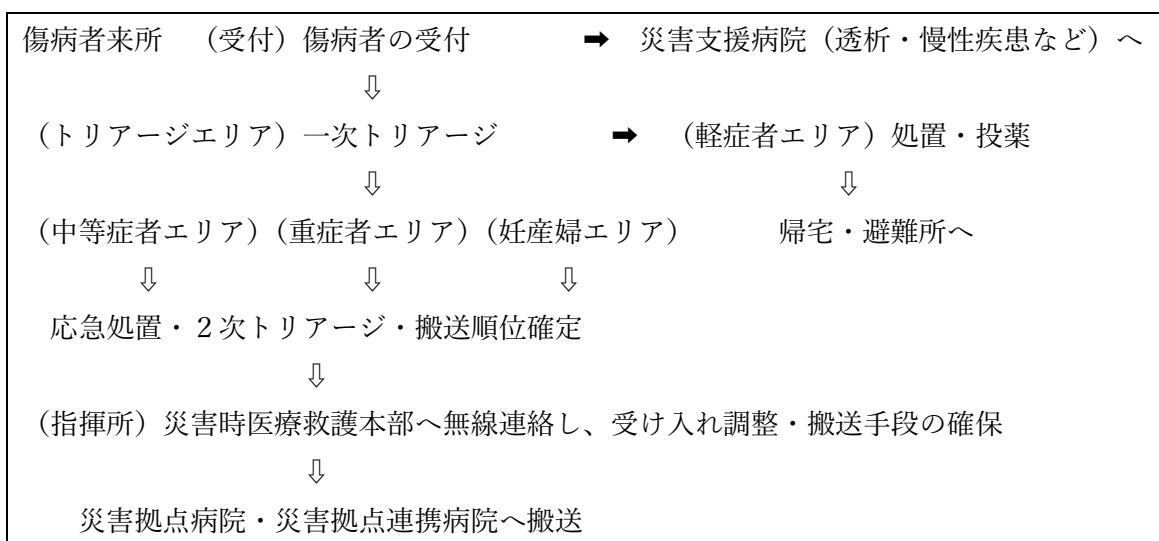 傷病者来所　（受付）傷病者の受付　➡　災害支援病院（透析・慢性疾患など）へ
⇩
（トリアージエリア）一次トリアージ　➡　（軽症者エリア）処置・投薬
⇩　⇩
（中等症者エリア）（重症者エリア）（妊産婦エリア）　帰宅・避難所へ
⇩　⇩　⇩
応急処置・２次トリアージ・搬送順位確定
⇩
（指揮所）災害時医療救護本部へ無線連絡し、受け入れ調整・搬送手段の確保
⇩
災害拠点病院・災害拠点連携病院へ搬送